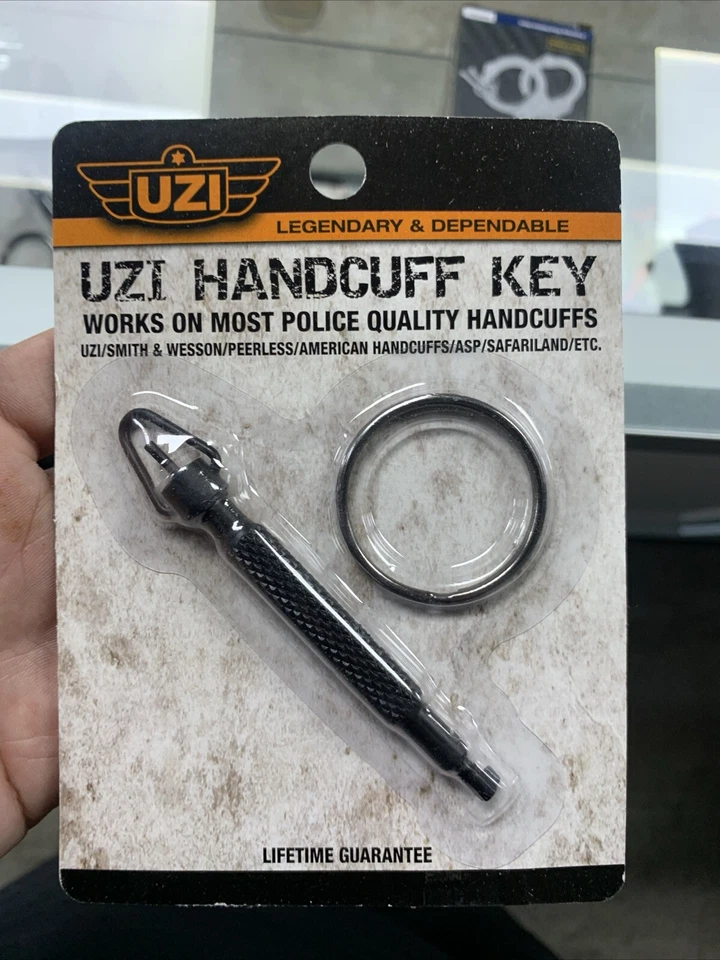 UZI
LEGENDARY & DEPENDABLE
UZI HANDCUFF KEY
WORKS ON MOST POLICE QUALITY HANDCUFFS
UZI/SMITH & WESSON/PEERLESS/AMERICAN HANDCUFFS/ASP/SAFARILAND/ETC.
LIFETIME GUARANTEE